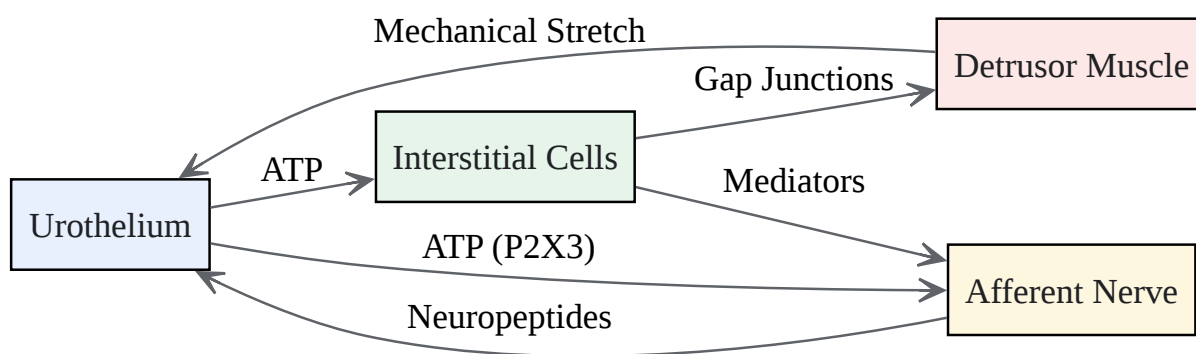 Mechanical Stretch
Detrusor Muscle
Gap Junctions
Interstitial Cells
ATP
Mediators
Urothelium
ATP (P2X3)
Afferent Nerve
Neuropeptides